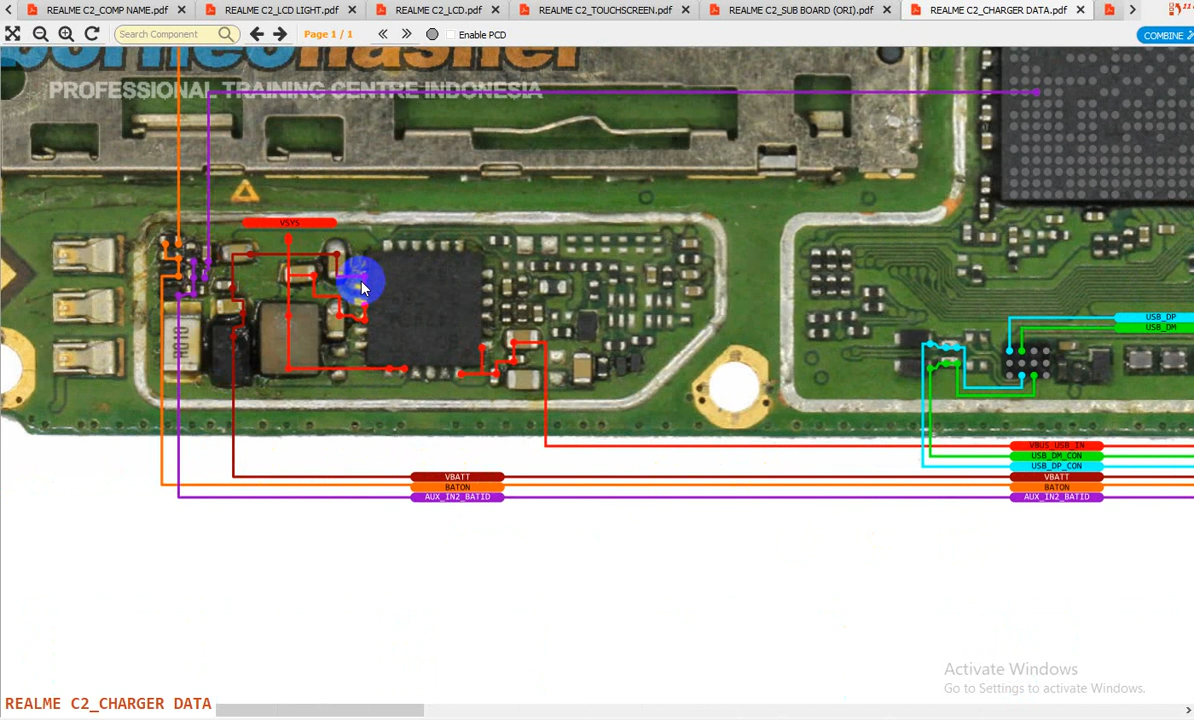 REALME C2_COMP NAME.pdf
REALME C2_LCD LIGHT.pdf
REALME C2_LCD.pdf
REALME C2_TOUCHSCREEN.pdf
REALME C2_SUB BOARD (ORI).pdf
REALME C2_CHARGER DATA.pdf
Search Component
Page 1 / 1
Enable PCD
COMBINE
PROFESSIONAL TRAINING CENTRE INDONESIA
VSYS
R010
USB_DP
USB_DM
VBUS_USB_IN
USB_DM_CON
USB_DP_CON
VBATT
VBATT
BATON
BATON
AUX_IN2_BATID
AUX_IN2_BATID
Activate Windows
Go to Settings to activate Windows.
REALME C2_CHARGER DATA